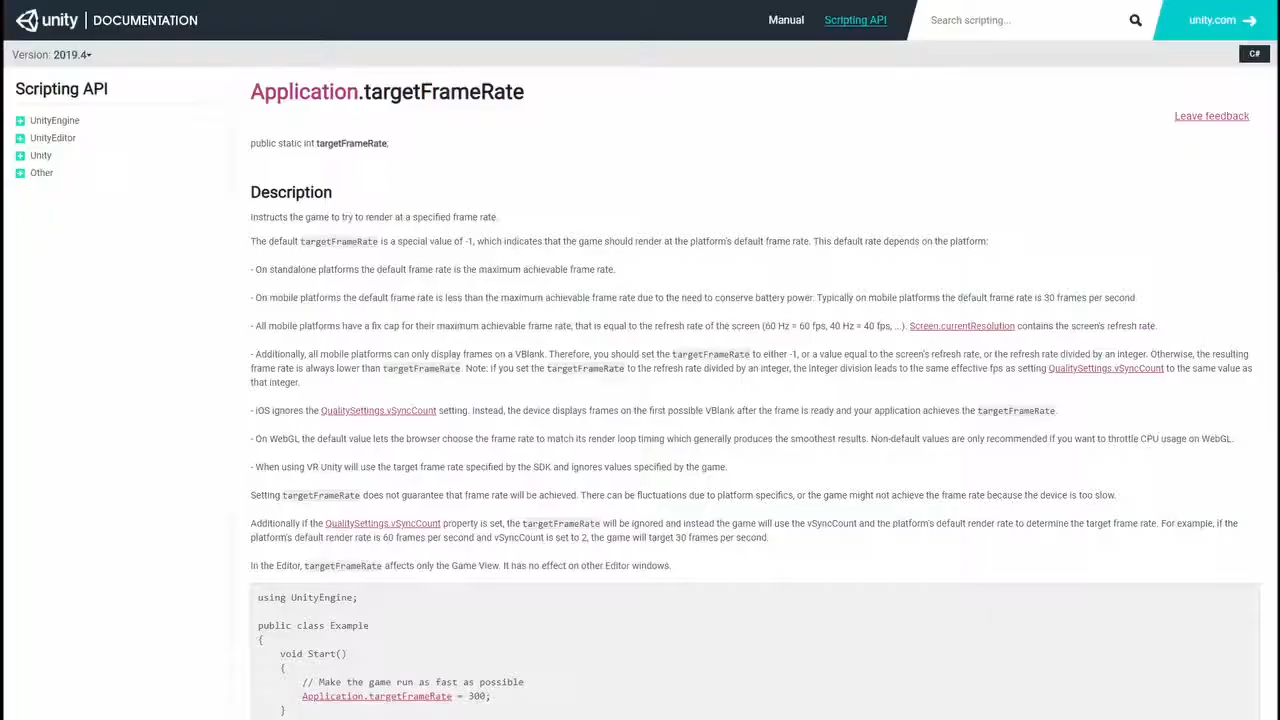 unity | DOCUMENTATION
Manual
Scripting API
Search scripting...
unity.com
Version: 2019.4
C#
Scripting API
UnityEngine
UnityEditor
Unity
Other
Application.targetFrameRate
Leave feedback
public static int targetFrameRate;
Description
Instructs the game to try to render at a specified frame rate.
The default targetFrameRate is a special value of -1, which indicates that the game should render at the platform's default frame rate. This default rate depends on the platform:
- On standalone platforms the default frame rate is the maximum achievable frame rate.
- On mobile platforms the default frame rate is less than the maximum achievable frame rate due to the need to conserve battery power. Typically on mobile platforms the default frame rate is 30 frames per second.
- All mobile platforms have a fix cap for their maximum achievable frame rate, that is equal to the refresh rate of the screen (60 Hz = 60 fps, 40 Hz = 40 fps, ...). Screen.currentResolution contains the screen's refresh rate.
- Additionally, all mobile platforms can only display frames on a VBlank. Therefore, you should set the targetFrameRate to either -1, or a value equal to the screen's refresh rate, or the refresh rate divided by an integer. Otherwise, the resulting
frame rate is always lower than targetFrameRate. Note: if you set the targetFrameRate to the refresh rate divided by an integer, the integer division leads to the same effective fps as setting QualitySettings.vSyncCount to the same value as
that integer.
- iOS ignores the QualitySettings.vSyncCount setting. Instead, the device displays frames on the first possible VBlank after the frame is ready and your application achieves the targetFrameRate.
- On WebGL the default value lets the browser choose the frame rate to match its render loop timing which generally produces the smoothest results. Non-default values are only recommended if you want to throttle CPU usage on WebGL.
- When using VR Unity will use the target frame rate specified by the SDK and ignores values specified by the game.
Setting targetFrameRate does not guarantee that frame rate will be achieved. There can be fluctuations due to platform specifics, or the game might not achieve the frame rate because the device is too slow.
Additionally if the QualitySettings.vSyncCount property is set, the targetFrameRate will be ignored and instead the game will use the vSyncCount and the platform's default render rate to determine the target frame rate. For example, if the
platform's default render rate is 60 frames per second and vSyncCount is set to 2, the game will target 30 frames per second.
In the Editor, targetFrameRate affects only the Game View. It has no effect on other Editor windows.
using UnityEngine;
public class Example
{
void Start()
{
// Make the game run as fast as possible
Application.targetFrameRate = 300;
}